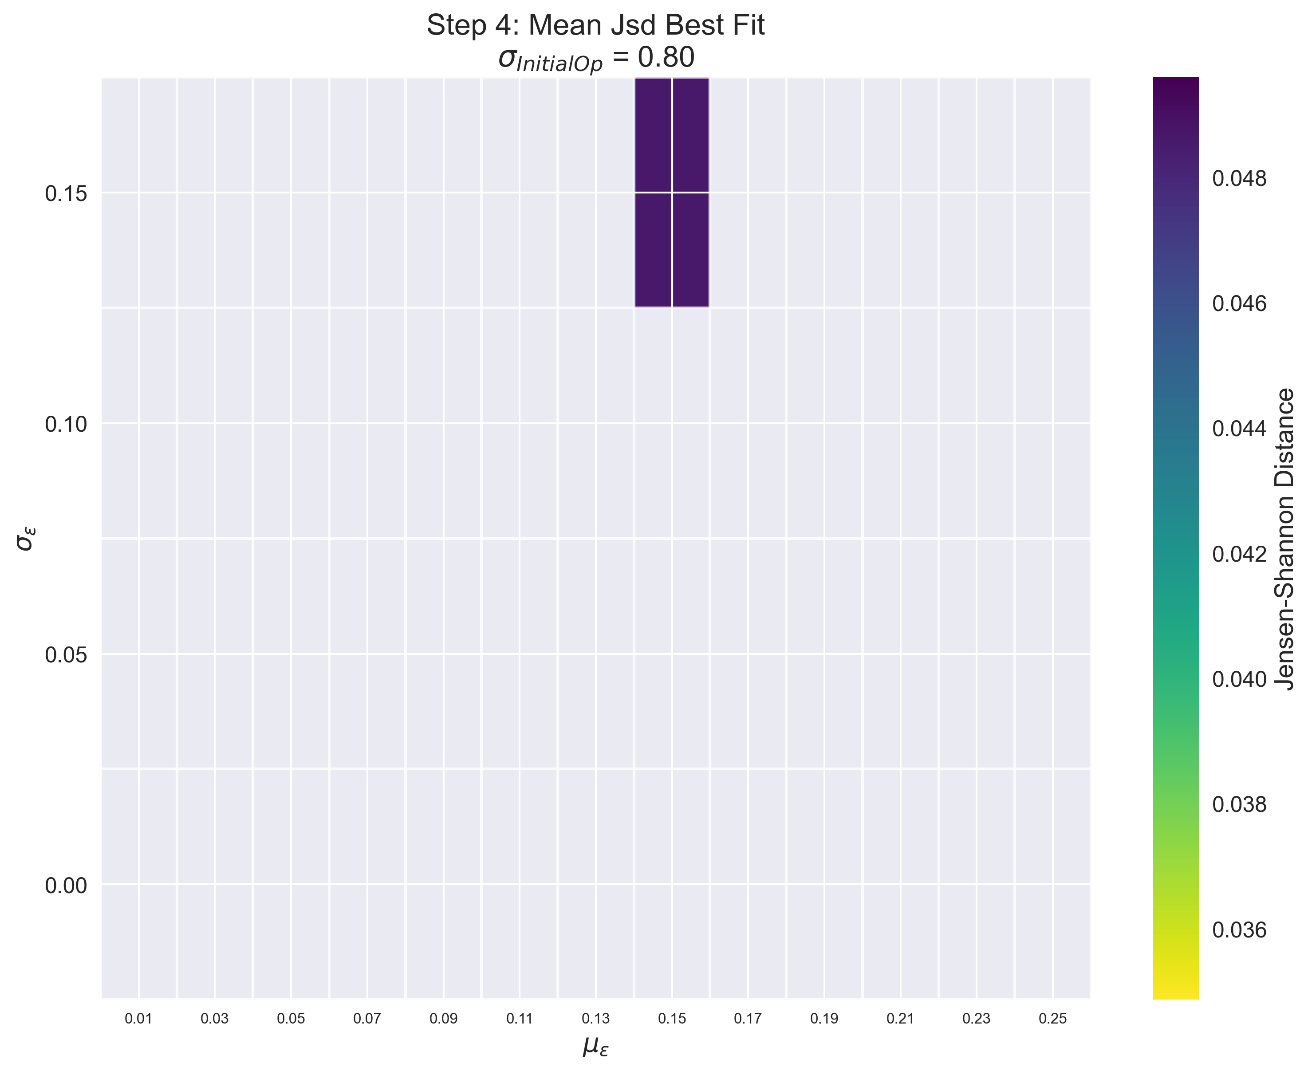 Step 4: Mean Jsd Best Fit
σ_InitialOp = 0.80
0.15
0.10
0.05
0.00
σ_ε
0.01 0.03 0.05 0.07 0.09 0.11 0.13 0.15 0.17 0.19 0.21 0.23 0.25
μ_ε
0.048
0.046
0.044
0.042
0.040
0.038
0.036
Jensen-Shannon Distance